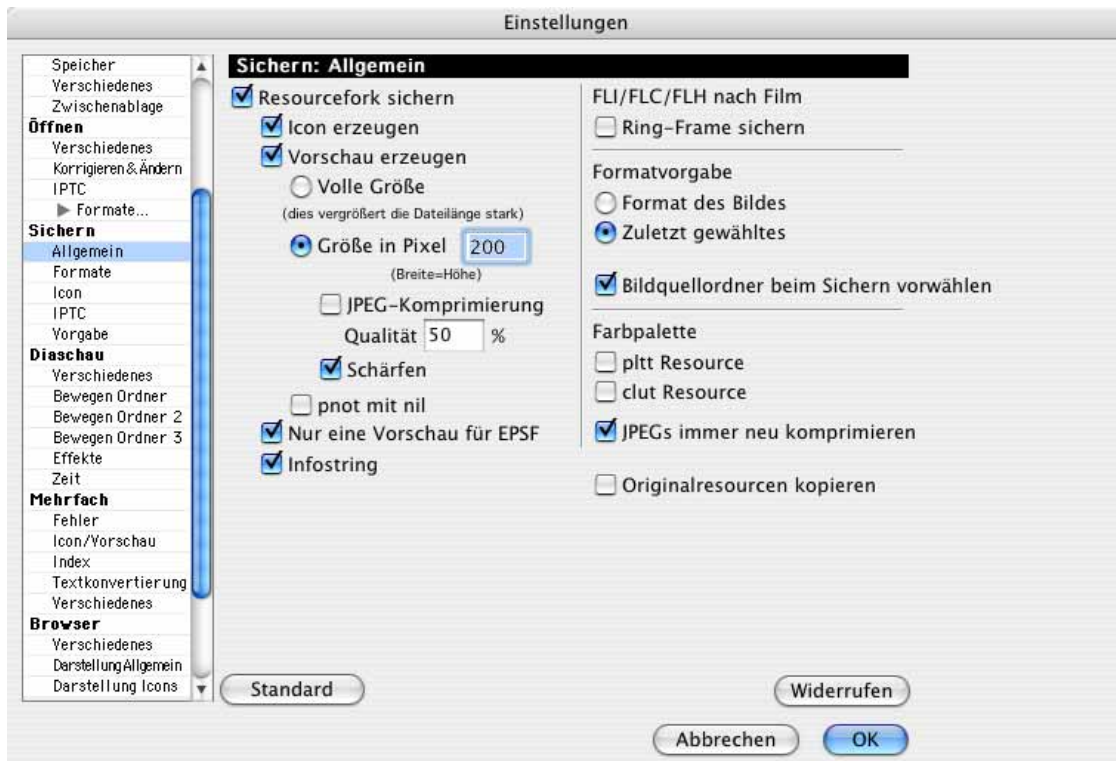 Einstellungen
Speicher
Verschiedenes
Zwischenablage
Öffnen
Verschiedenes
Korrigieren & Ändern
IPTC
Formate...
Sichern
Allgemein
Formate
Icon
IPTC
Vorgabe
Diaschau
Verschiedenes
Bewegen Ordner
Bewegen Ordner 2
Bewegen Ordner 3
Effekte
Zeit
Mehrfach
Fehler
Icon/Vorschau
Index
Textkonvertierung
Verschiedenes
Browser
Verschiedenes
Darstellung Allgemein
Darstellung Icons
Sichern: Allgemein
Resourcefork sichern
Icon erzeugen
Vorschau erzeugen
Volle Größe
(dies vergrößert die Dateilänge stark)
Größe in Pixel 200
(Breite=Höhe)
JPEG-Komprimierung
Qualität 50 %
Schärfen
pnot mit nil
Nur eine Vorschau für EPSF
Infostring
FLI/FLC/FLH nach Film
Ring-Frame sichern
Formatvorgabe
Format des Bildes
Zuletzt gewähltes
Bildquellordner beim Sichern vorwählen
Farbpalette
pltt Resource
clut Resource
JPEGs immer neu komprimieren
Originalresourcen kopieren
Standard
Widerrufen
Abbrechen
OK